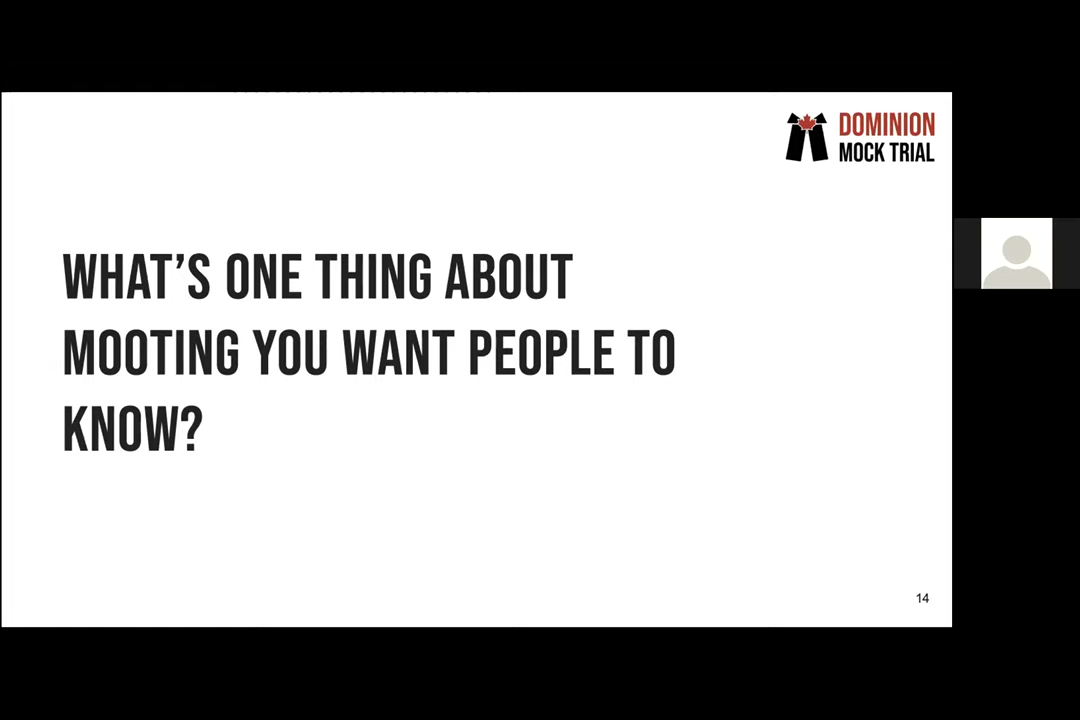 DOMINION
MOCK TRIAL
WHAT'S ONE THING ABOUT
MOOTING YOU WANT PEOPLE TO
KNOW?
14